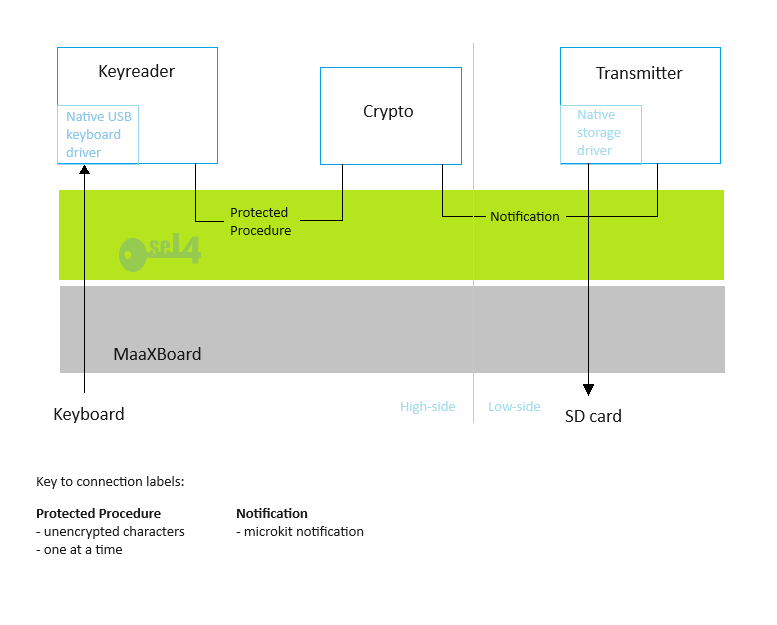 Keyreader
Native USB
keyboard
driver
Crypto
Transmitter
Native
storage
driver
Protected
Procedure
Notification
seL4
MaaXBoard
Keyboard
High-side
Low-side
SD card
Key to connection labels:
Protected Procedure
- unencrypted characters
- one at a time
Notification
- microkit notification